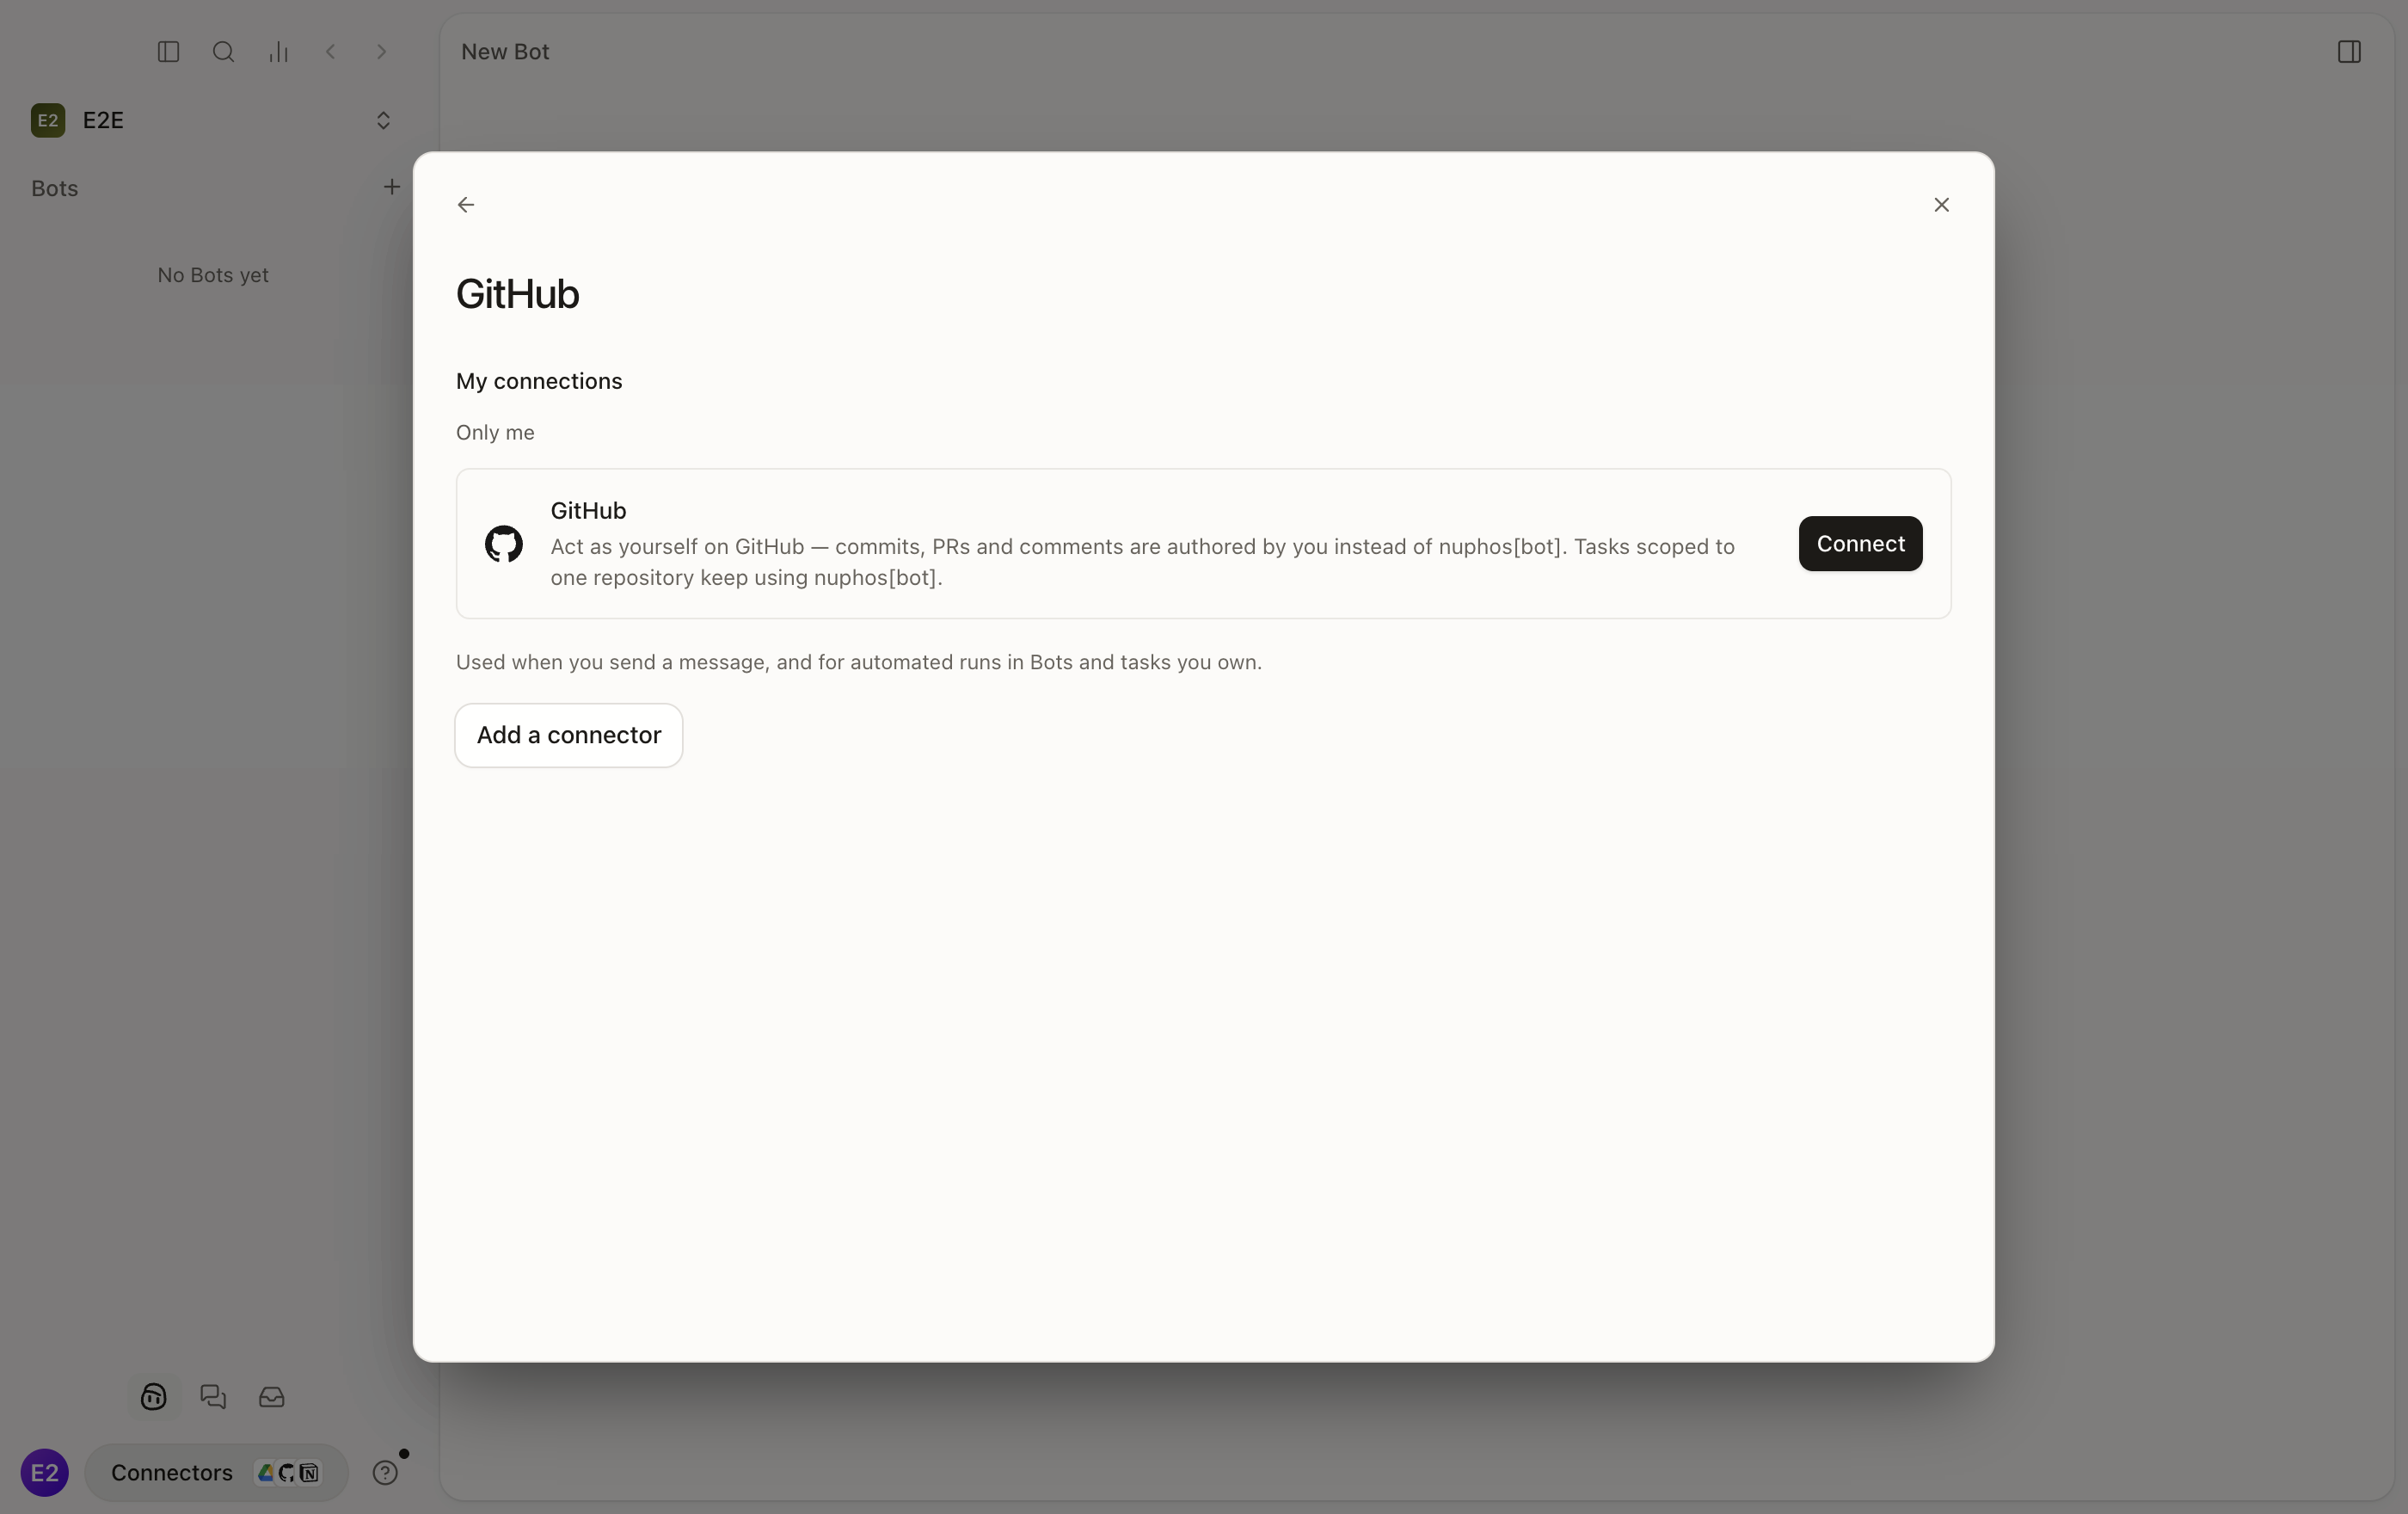 New Bot
E2 E2E
Bots
No Bots yet
GitHub
My connections
Only me
GitHub
Act as yourself on GitHub — commits, PRs and comments are authored by you instead of nuphos[bot]. Tasks scoped to
one repository keep using nuphos[bot].
Connect
Used when you send a message, and for automated runs in Bots and tasks you own.
Add a connector
E2 Connectors